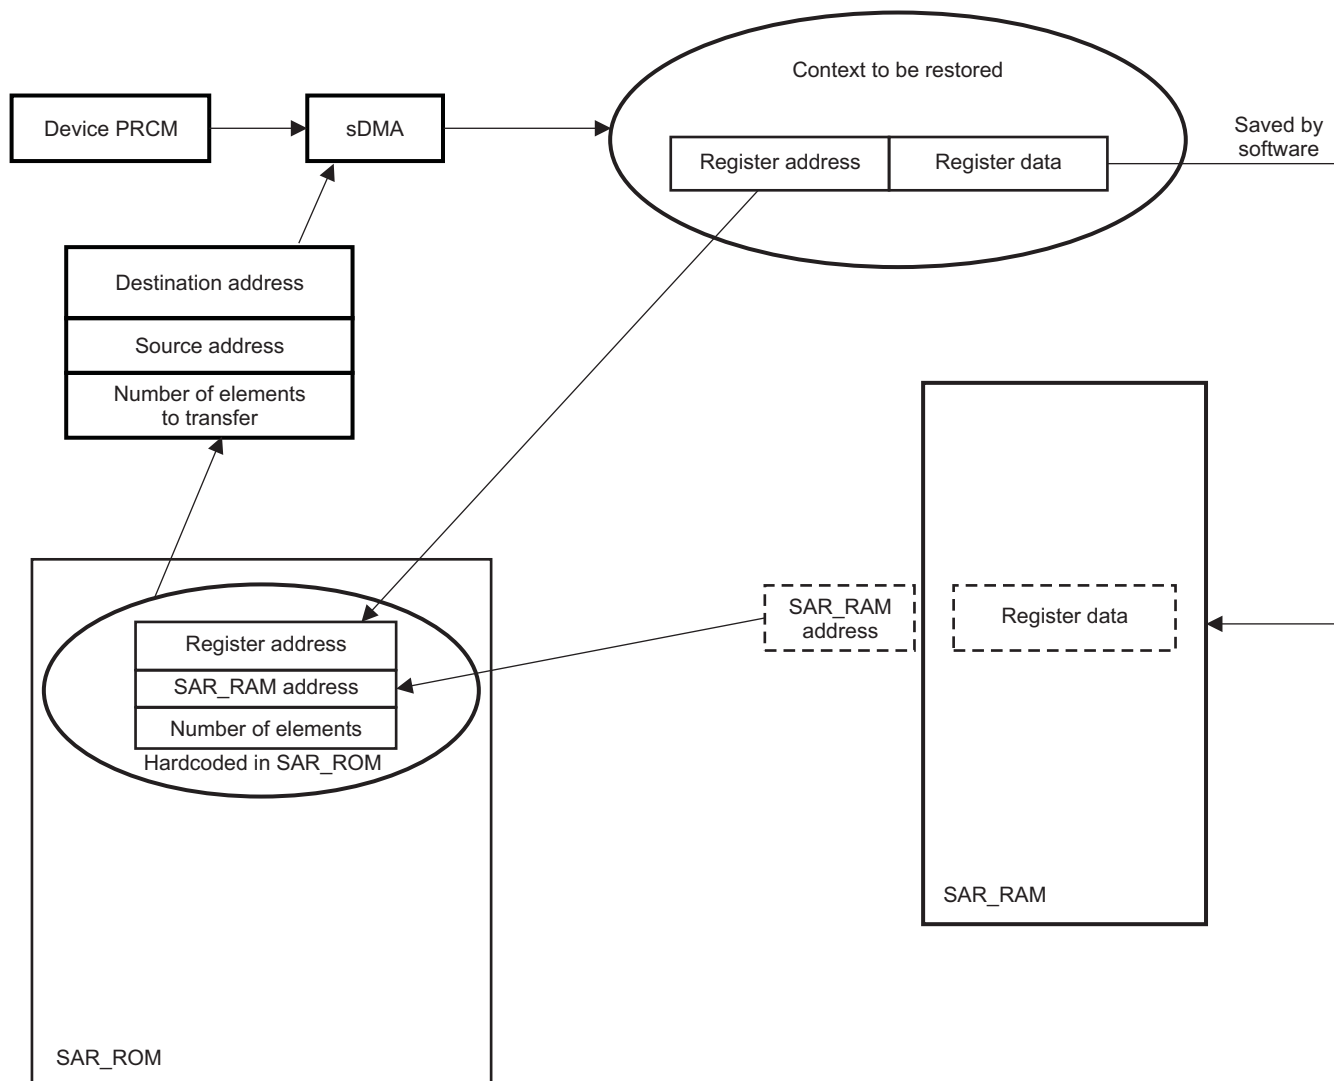 Context to be restored
Device PRCM
sDMA
Saved by
software
Register address
Register data
Destination address
Source address
Number of elements
to transfer
SAR_RAM
address
Register data
Register address
SAR_RAM address
Number of elements
Hardcoded in SAR_ROM
SAR_RAM
SAR_ROM